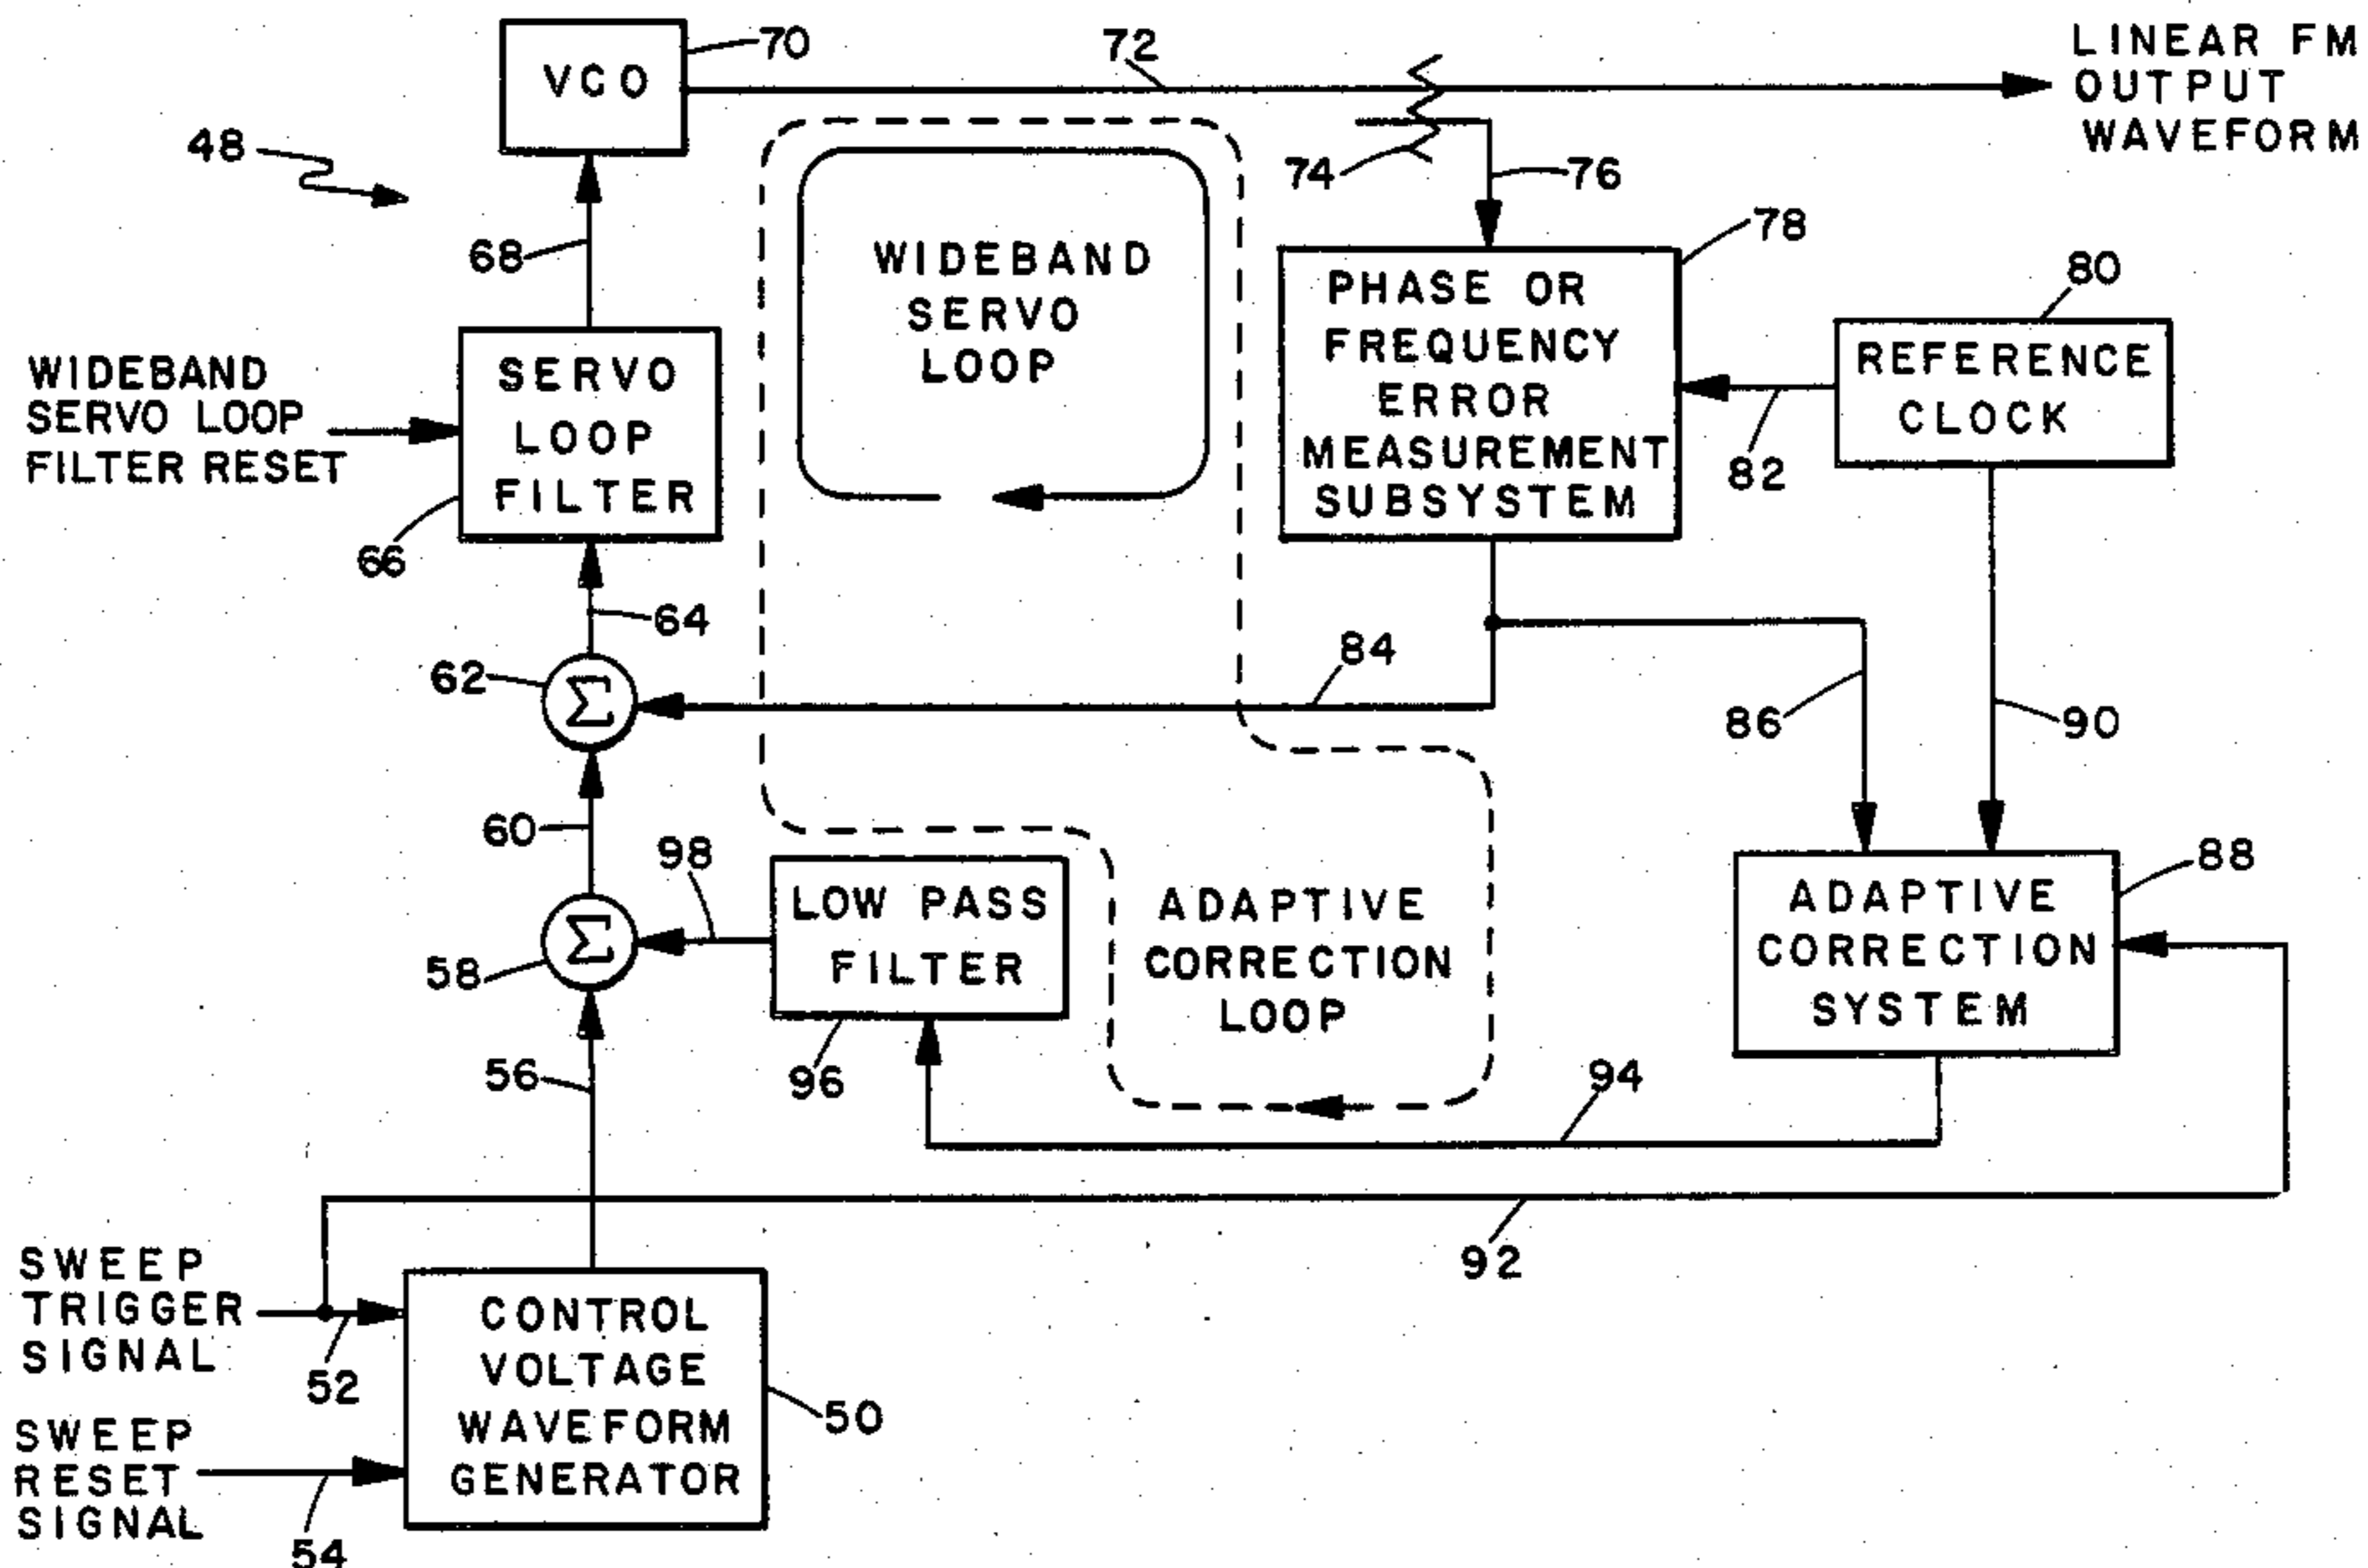 VCO
70
72
LINEAR FM
OUTPUT
WAVEFORM
48
74
76
78
68
WIDEBAND
SERVO
LOOP
PHASE OR
FREQUENCY
ERROR
MEASUREMENT
SUBSYSTEM
80
REFERENCE
CLOCK
82
WIDEBAND
SERVO LOOP
FILTER RESET
SERVO
LOOP
FILTER
66
64
62
Σ
84
86
90
60
98
LOW PASS
FILTER
96
58
Σ
ADAPTIVE
CORRECTION
LOOP
88
ADAPTIVE
CORRECTION
SYSTEM
56
94
92
SWEEP
TRIGGER
SIGNAL
52
CONTROL
VOLTAGE
WAVEFORM
GENERATOR
50
SWEEP
RESET
SIGNAL
54